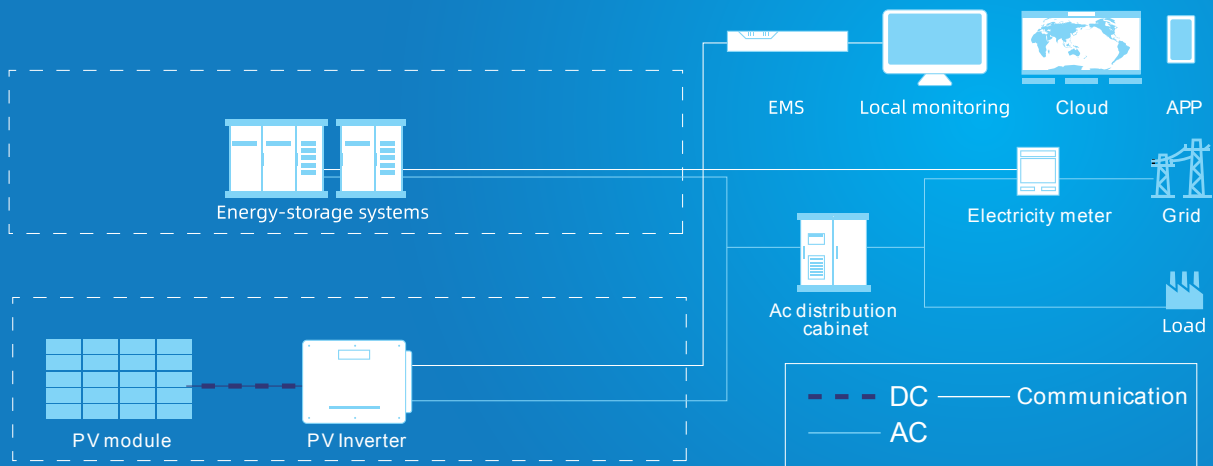 EMS
Local monitoring
Cloud
APP
Energy-storage systems
Electricity meter
Grid
Ac distribution
cabinet
Load
PV module
PV Inverter
DC
Communication
AC